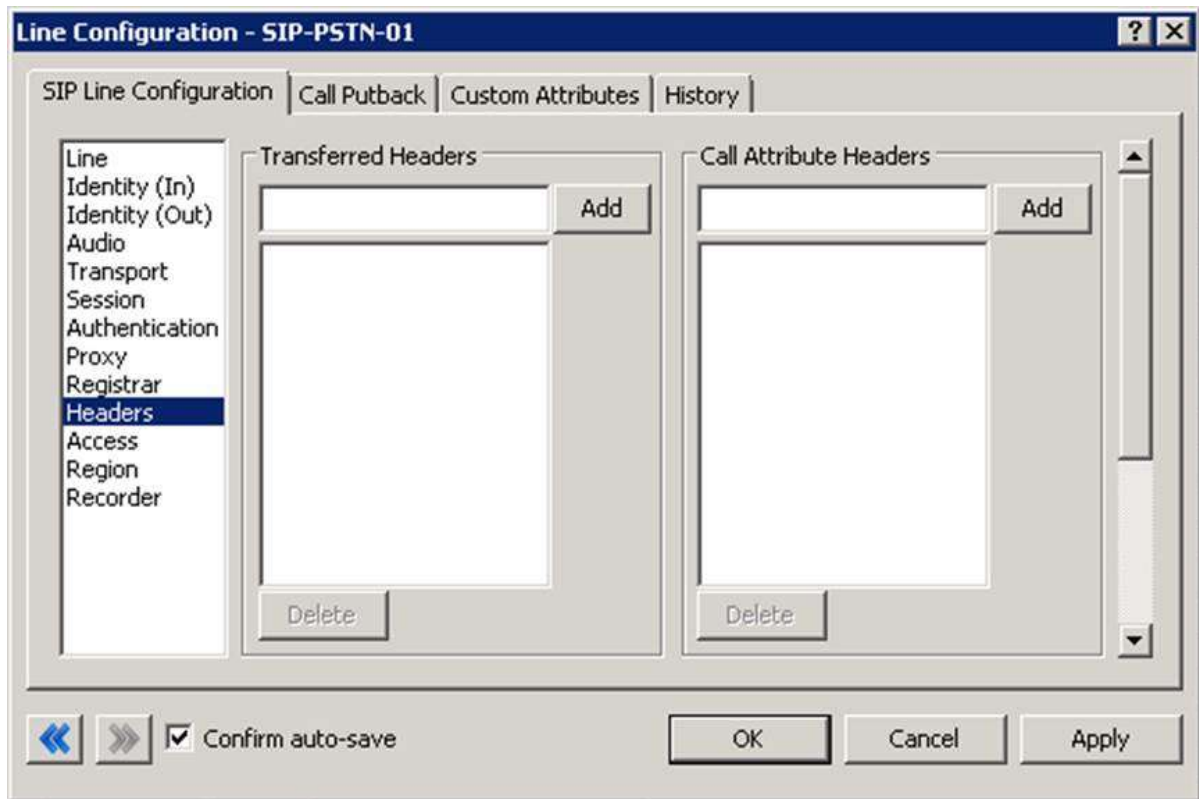 Line Configuration - SIP-PSTN-01
?
SIP Line Configuration
Call Putback
Custom Attributes
History
Line
Identity (In)
Identity (Out)
Audio
Transport
Session
Authentication
Proxy
Registrar
Headers
Access
Region
Recorder
Transferred Headers
Add
Delete
Call Attribute Headers
Add
Delete
Confirm auto-save
OK
Cancel
Apply